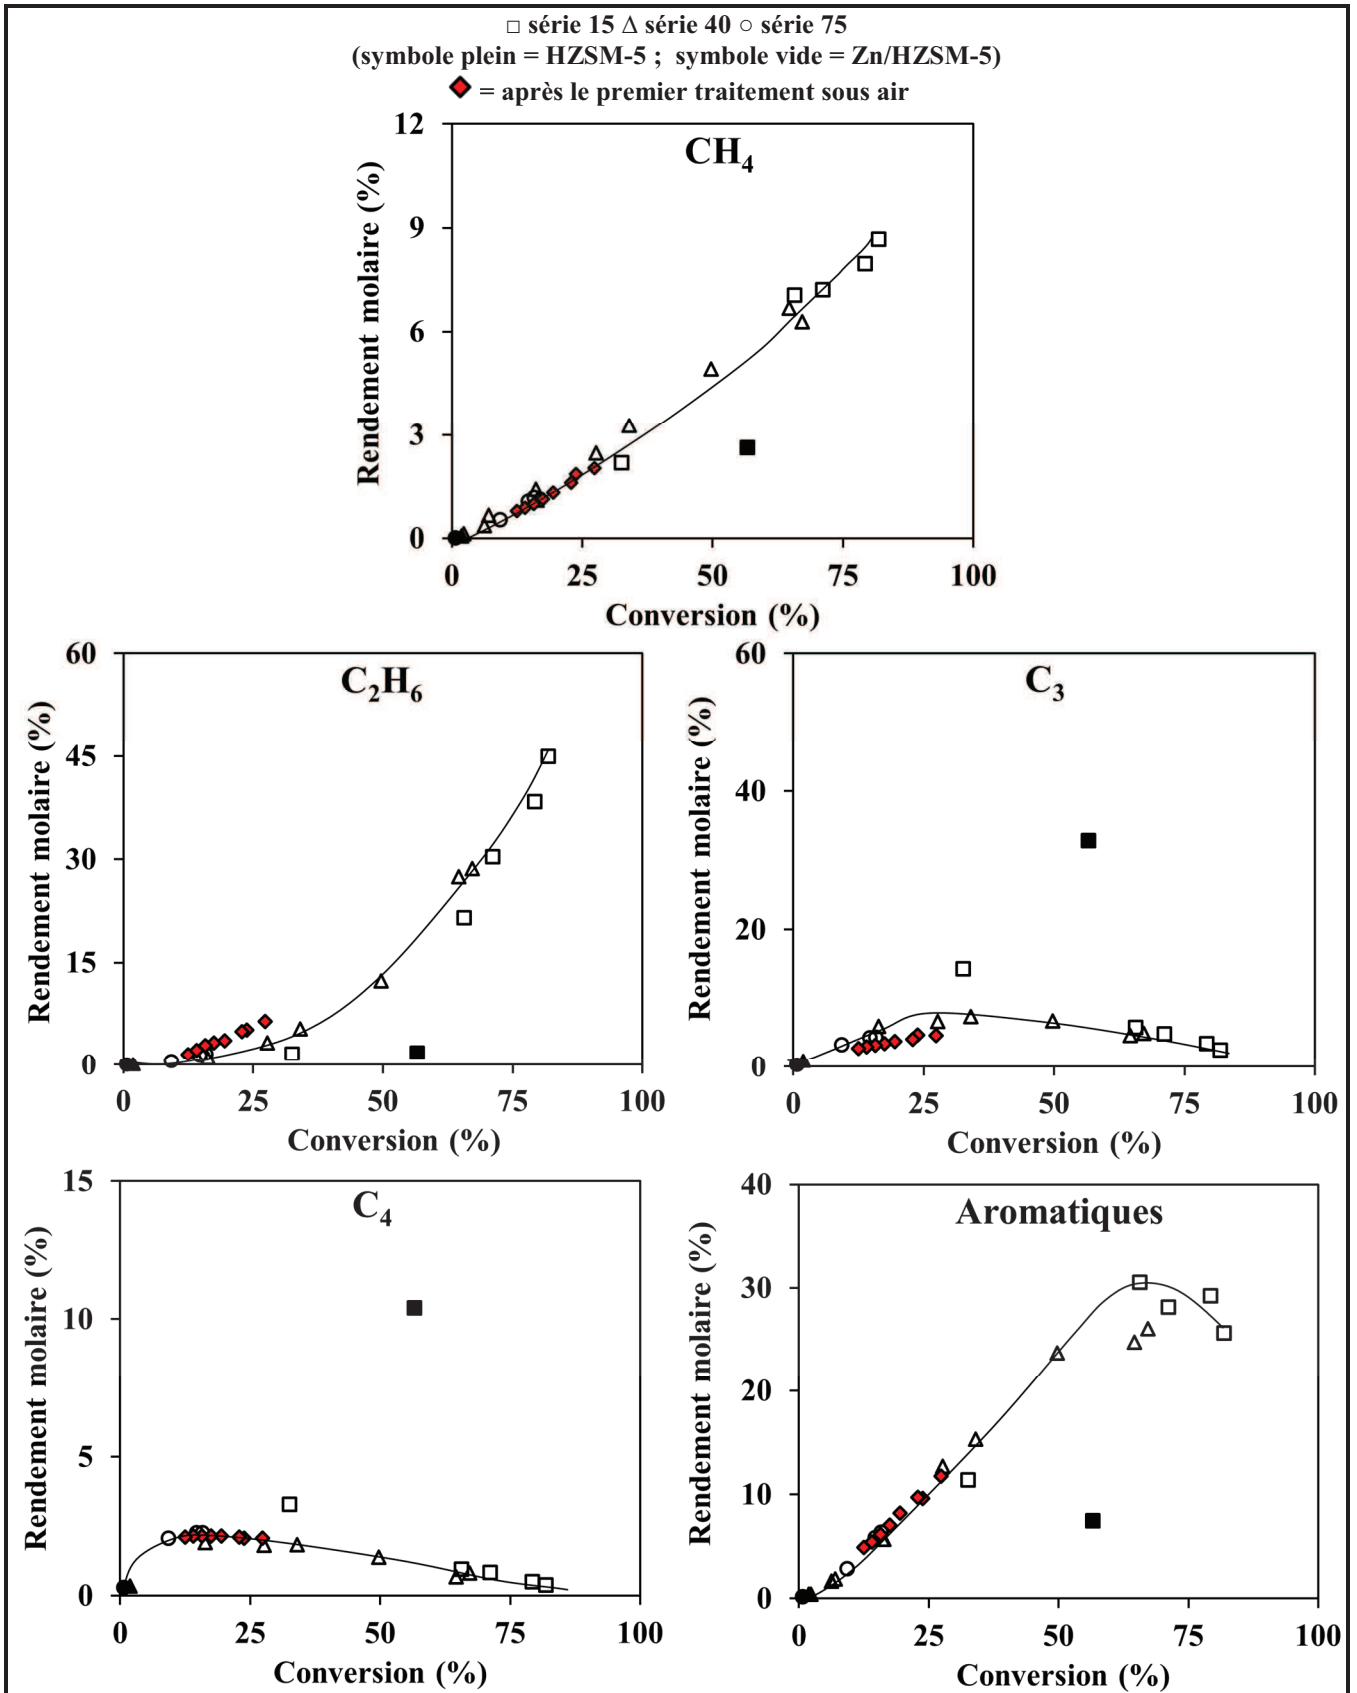 □ série 15 Δ série 40 ○ série 75
(symbole plein = HZSM-5 ; symbole vide = Zn/HZSM-5)
= après le premier traitement sous air
CH₄
Rendement molaire (%)
12
9
6
3
0
0 25 50 75 100
Conversion (%)
C₂H₆
Rendement molaire (%)
60
45
30
15
0
0 25 50 75 100
Conversion (%)
C₃
Rendement molaire (%)
60
40
20
0
0 25 50 75 100
Conversion (%)
C₄
Rendement molaire (%)
15
10
5
0
0 25 50 75 100
Conversion (%)
Aromatiques
Rendement molaire (%)
40
30
20
10
0
0 25 50 75 100
Conversion (%)